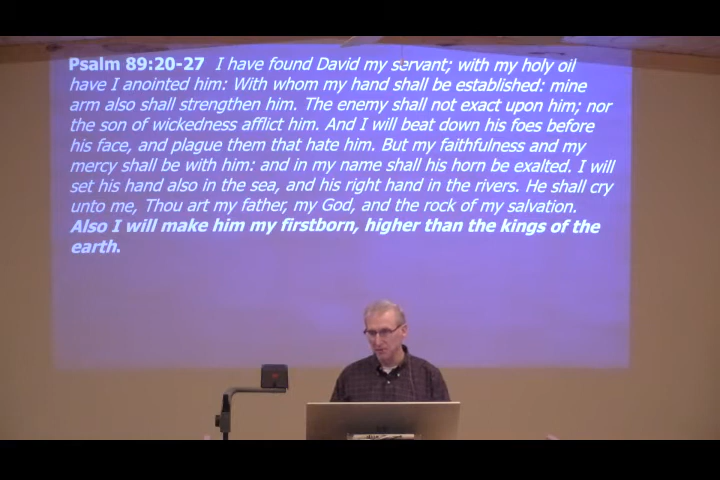 Psalm 89:20-27 I have found David my servant; with my holy oil
have I anointed him: With whom my hand shall be established: mine
arm also shall strengthen him. The enemy shall not exact upon him; nor
the son of wickedness afflict him. And I will beat down his foes before
his face, and plague them that hate him. But my faithfulness and my
mercy shall be with him: and in my name shall his horn be exalted. I will
set his hand also in the sea, and his right hand in the rivers. He shall cry
unto me, Thou art my father, my God, and the rock of my salvation.
Also I will make him my firstborn, higher than the kings of the
earth.